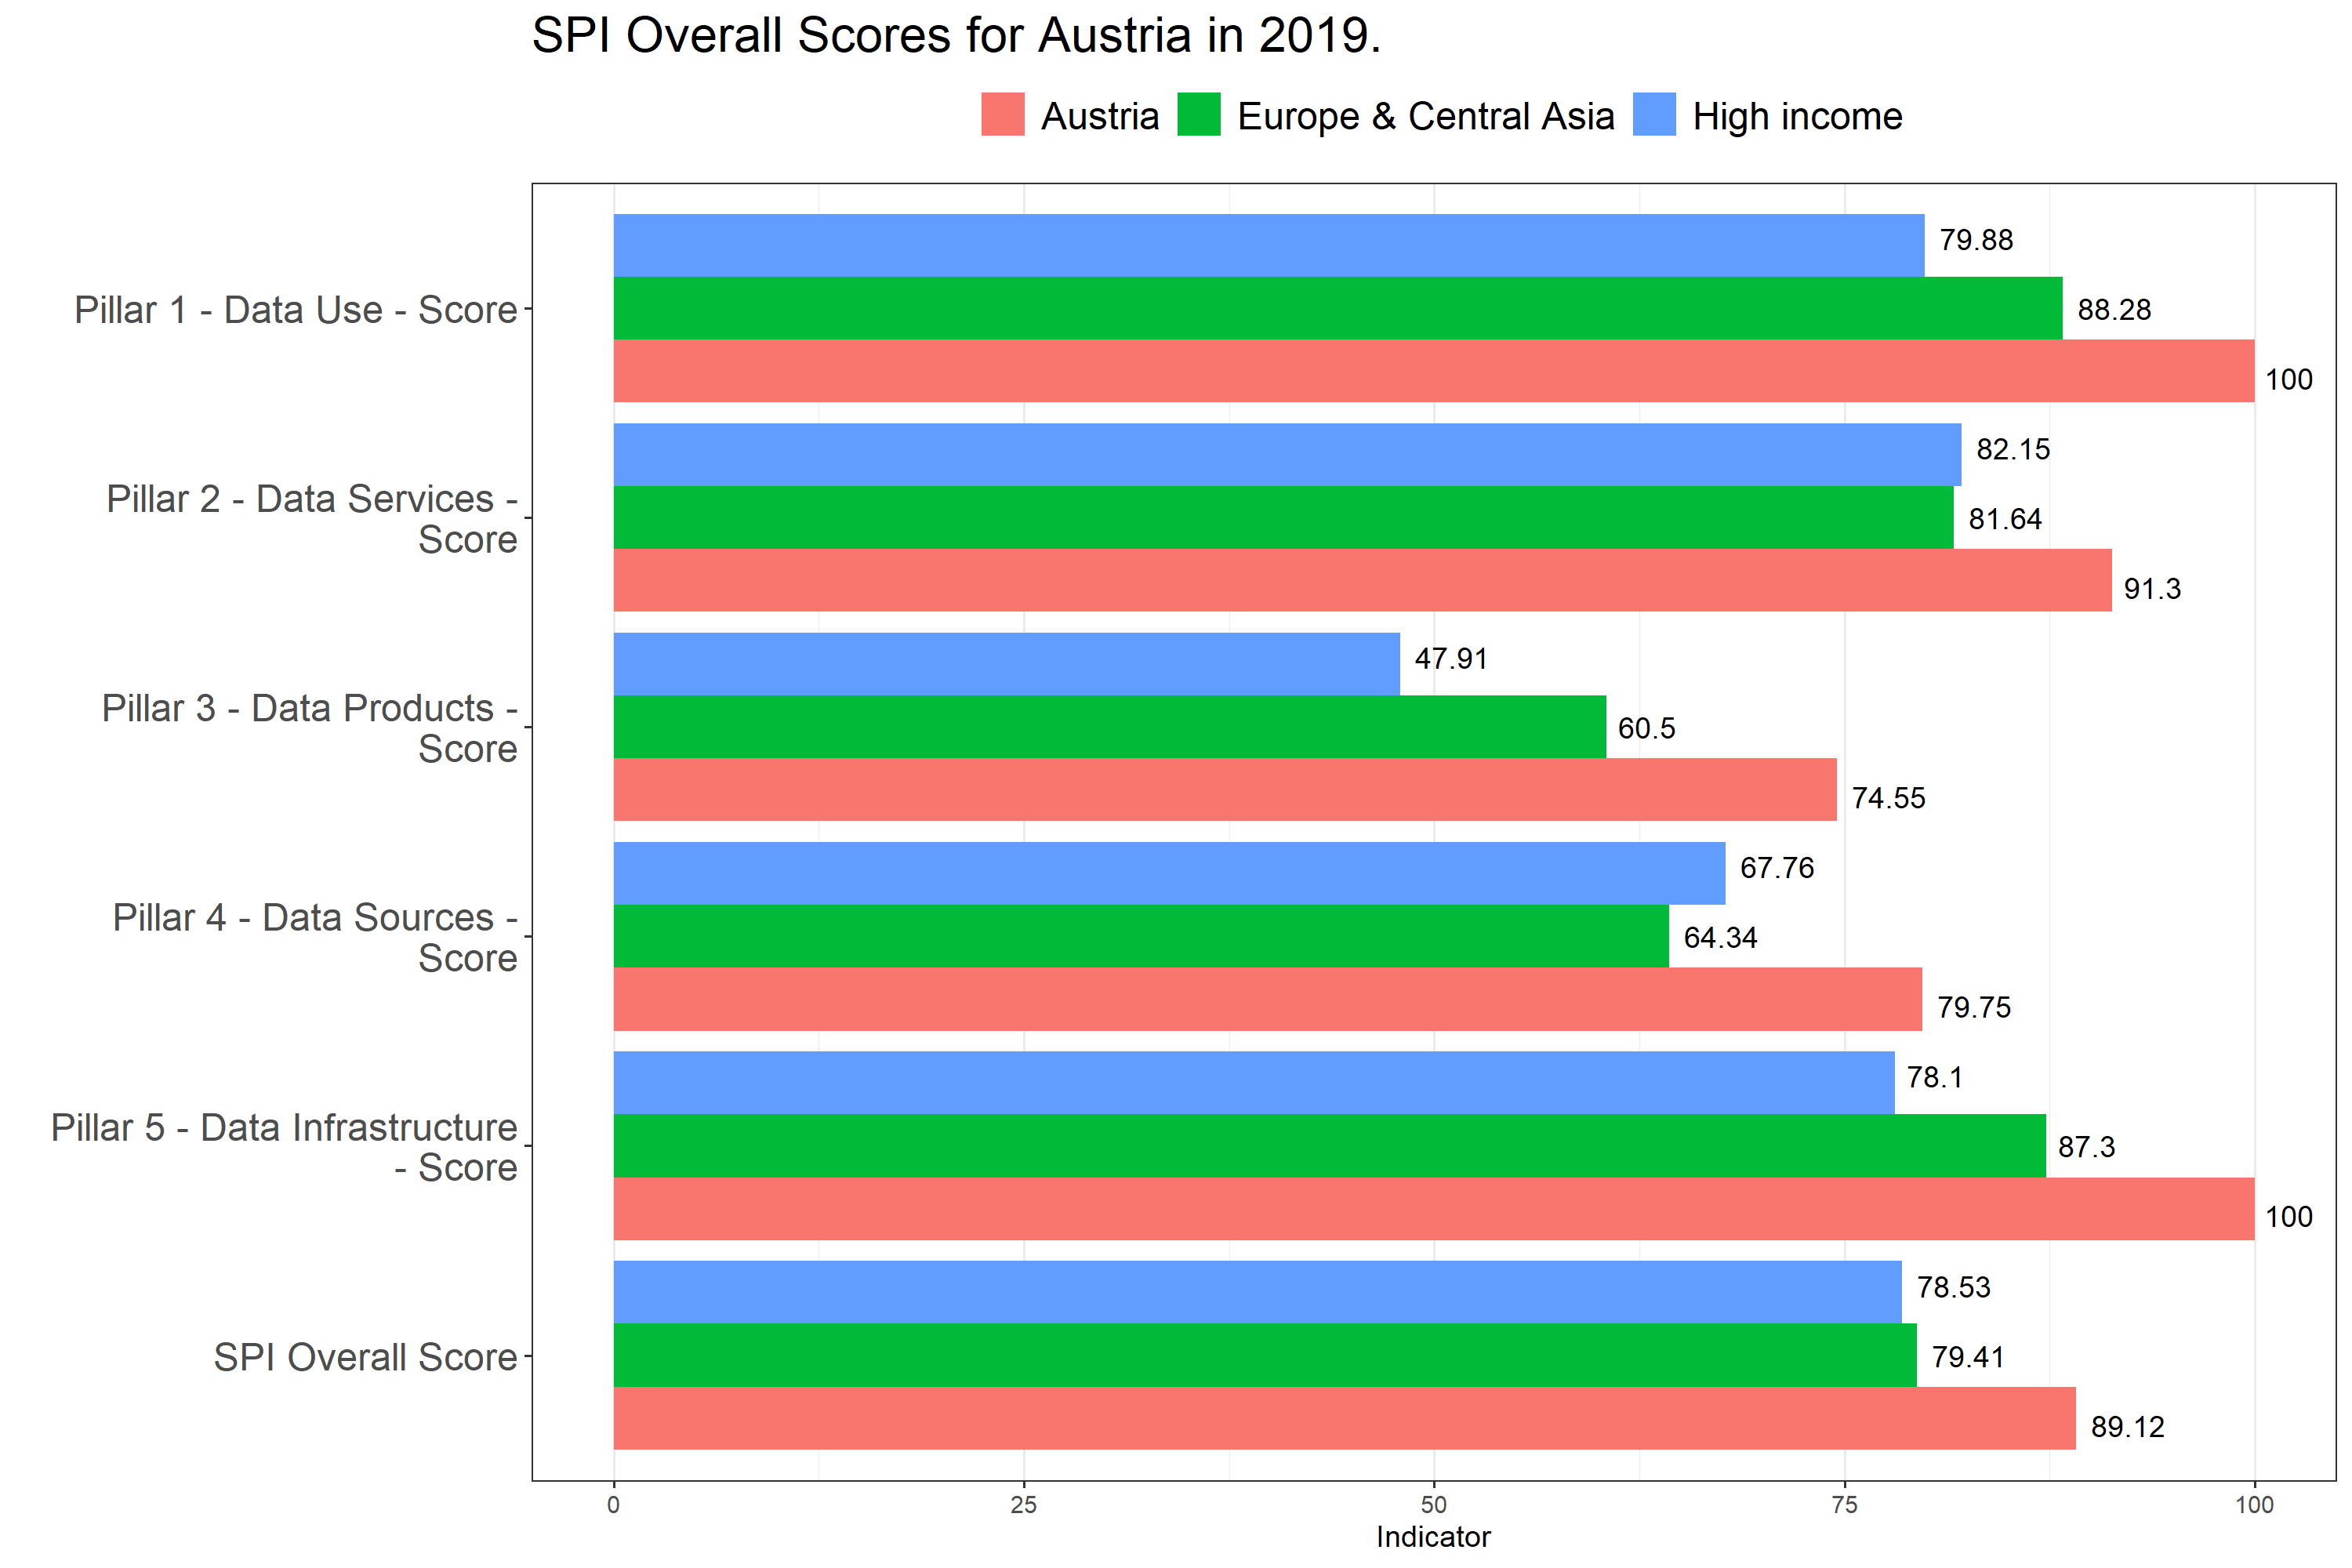 SPI Overall Scores for Austria in 2019.
Austria Europe & Central Asia High income
Pillar 1 - Data Use - Score
79.88
88.28
100
Pillar 2 - Data Services -
Score
82.15
81.64
91.3
Pillar 3 - Data Products -
Score
47.91
60.5
74.55
Pillar 4 - Data Sources -
Score
67.76
64.34
79.75
Pillar 5 - Data Infrastructure
- Score
78.1
87.3
100
SPI Overall Score
78.53
79.41
89.12
0 25 50 75 100
Indicator